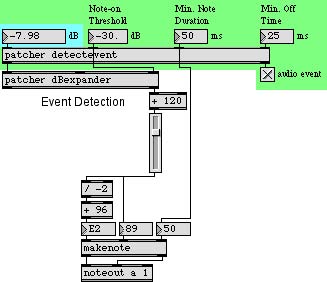 Note-on
Threshold
Min. Note
Duration
Min. Off
Time
-7.98 dB
-30. dB
50 ms
25 ms
patcher detectevent
audio event
patcher dBexpander
Event Detection
+ 120
/ -2
+ 96
E2
89
50
makenote
noteout a 1